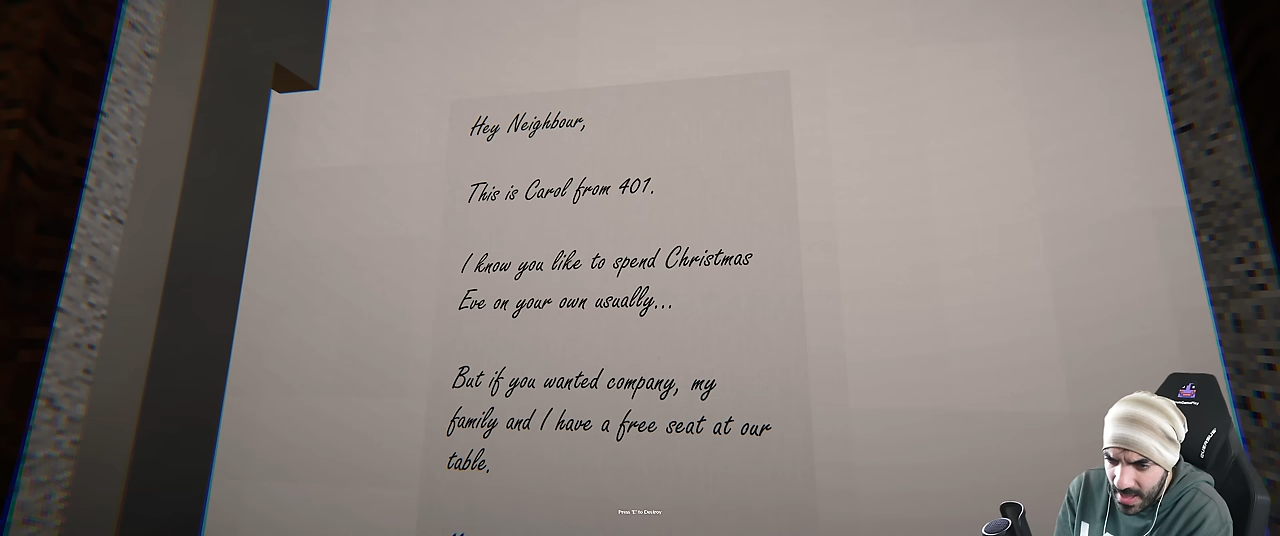 Hey Neighbour,
This is Carol from 401.
I know you like to spend Christmas
Eve on your own usually...
But if you wanted company, my
family and I have a free seat at our
table.
Press 'E' to Destroy